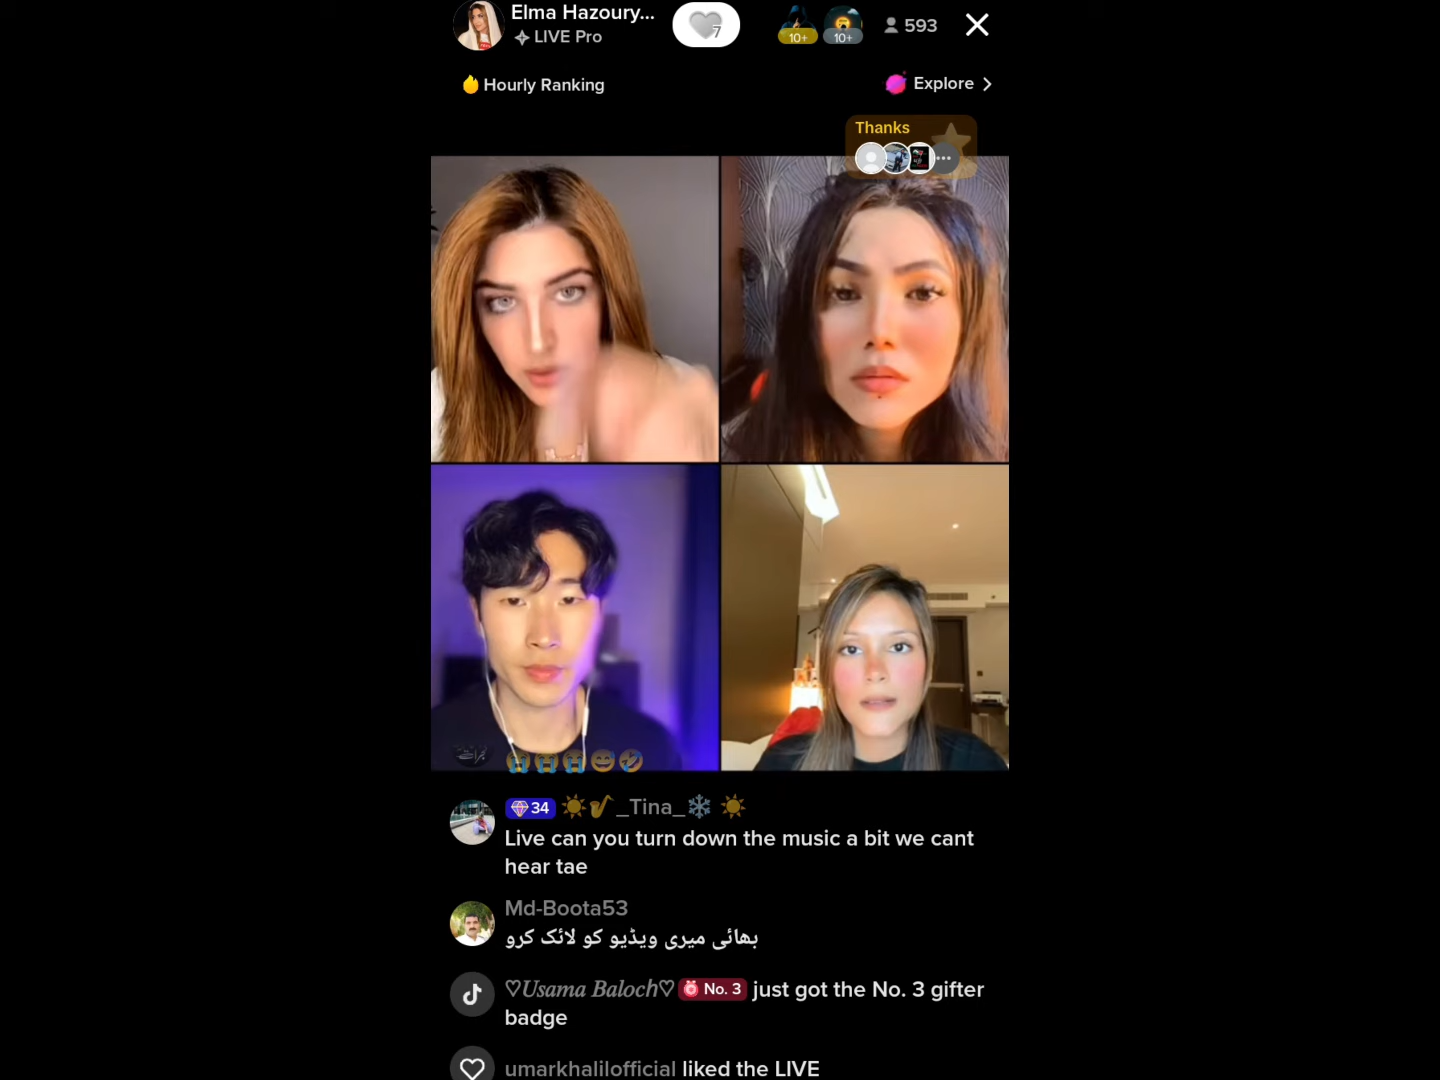 Elma Hazoury...
LIVE Pro
7
10+
10+
593
Hourly Ranking
Explore
Thanks
34
_Tina_
Live can you turn down the music a bit we cant
hear tae
Md-Boota53
بھائی میری ویڈیو کو لائک کرو
♡Usama Baloch♡ No. 3 just got the No. 3 gifter
badge
umarkhalilofficial liked the LIVE